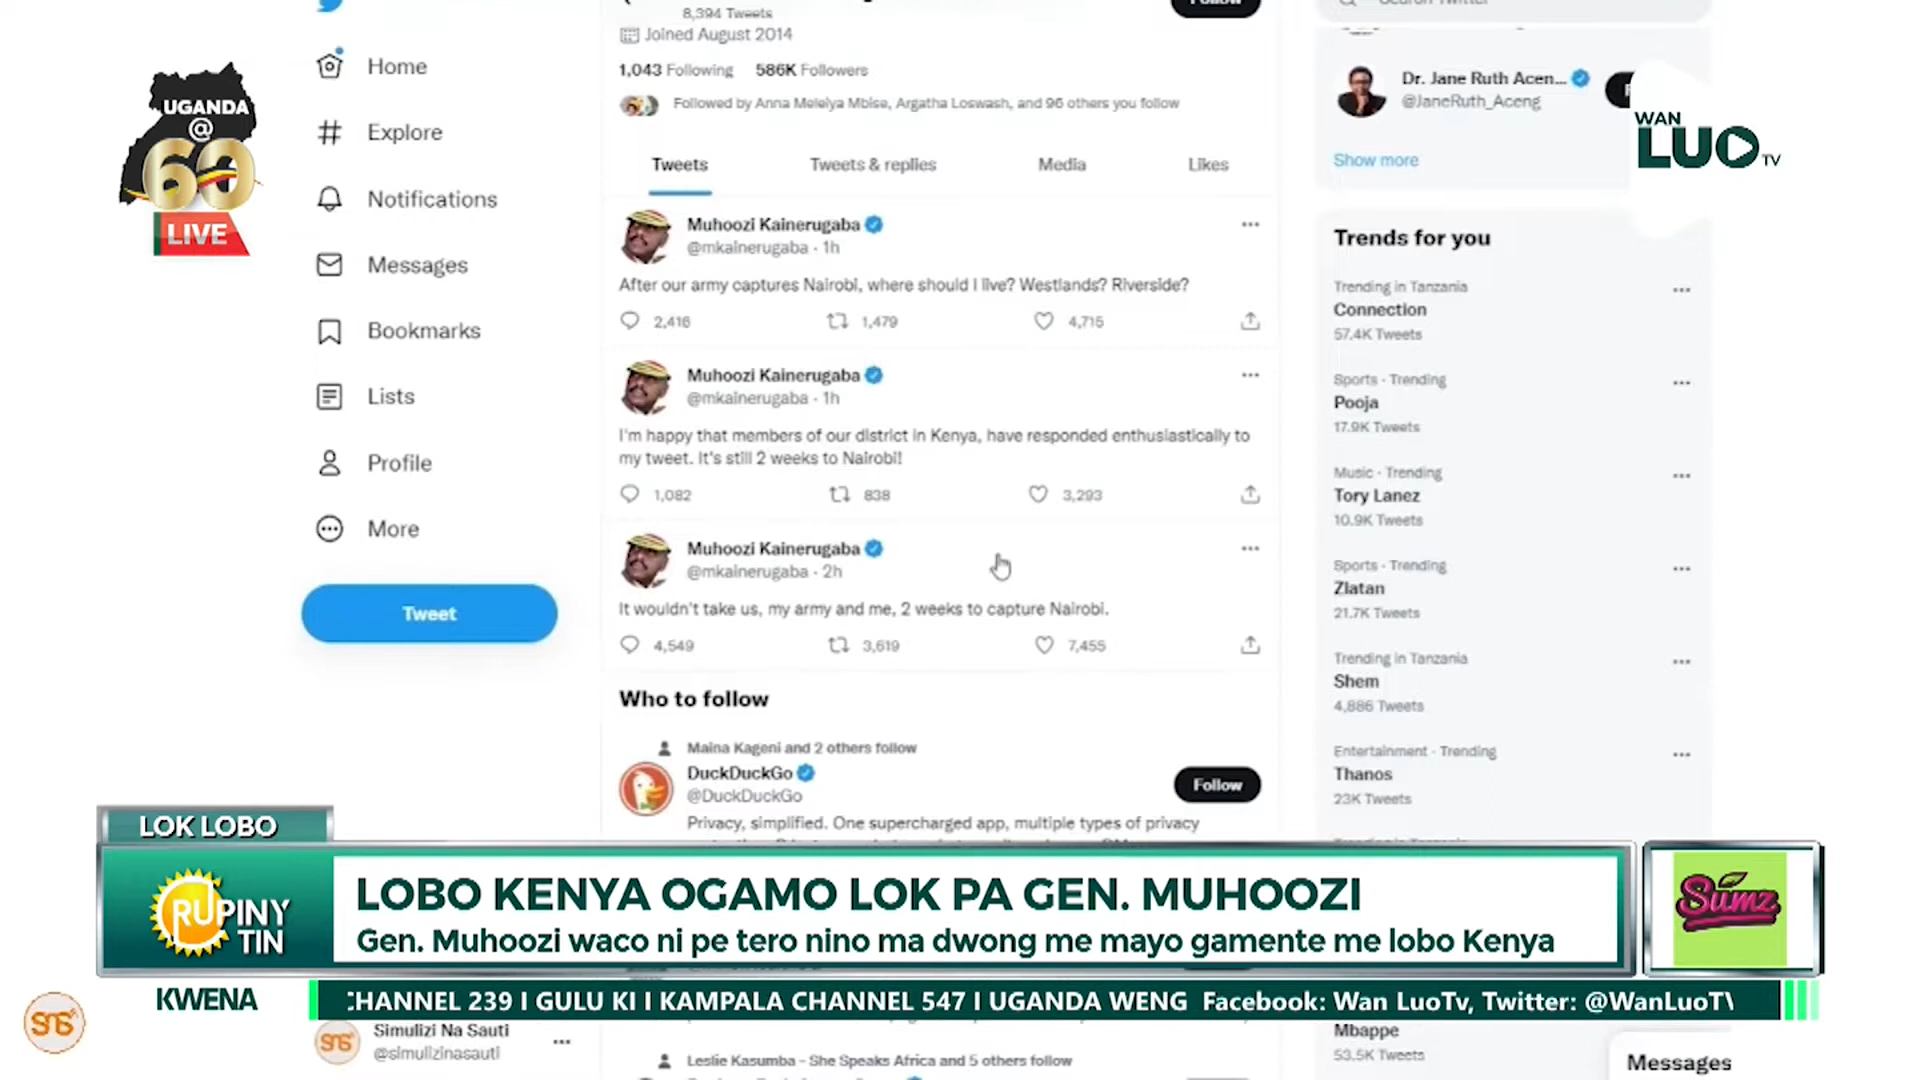 8,394 Tweets
Follow
Joined August 2014
1,043 Following 586K Followers
Followed by Anna Meleiya Mbise, Argatha Loswash, and 96 others you follow
Tweets Tweets & replies Media Likes
UGANDA
@
60
LIVE
Home
Explore
Notifications
Messages
Bookmarks
Lists
Profile
More
Tweet
Muhoozi Kainerugaba
@mkainerugaba · 1h
After our army captures Nairobi, where should I live? Westlands? Riverside?
2,416 1,479 4,715
Muhoozi Kainerugaba
@mkainerugaba · 1h
I'm happy that members of our district in Kenya, have responded enthusiastically to
my tweet. It's still 2 weeks to Nairobi!
1,082 838 3,293
Muhoozi Kainerugaba
@mkainerugaba · 2h
It wouldn't take us, my army and me, 2 weeks to capture Nairobi.
4,549 3,619 7,455
Who to follow
Maina Kageni and 2 others follow
DuckDuckGo
@DuckDuckGo
Follow
Privacy, simplified. One supercharged app, multiple types of privacy
Search Twitter
Dr. Jane Ruth Acen...
@JaneRuth_Aceng
Show more
WAN
LUO TV
Trends for you
Trending in Tanzania
Connection
57.4K Tweets
Sports · Trending
Pooja
17.9K Tweets
Music · Trending
Tory Lanez
10.9K Tweets
Sports · Trending
Zlatan
21.7K Tweets
Trending in Tanzania
Shem
4,886 Tweets
Entertainment · Trending
Thanos
23K Tweets
LOK LOBO
RUPINY
TIN
LOBO KENYA OGAMO LOK PA GEN. MUHOOZI
Gen. Muhoozi waco ni pe tero nino ma dwong me mayo gamente me lobo Kenya
Sumz
KWENA
CHANNEL 239 I GULU KI I KAMPALA CHANNEL 547 I UGANDA WENG Facebook: Wan LuoTv, Twitter: @WanLuoTV
SNS
SNS
Simulizi Na Sauti
@simulizinasauti
Leslie Kasumba - She Speaks Africa and 5 others follow
Mbappe
53.5K Tweets
Messages